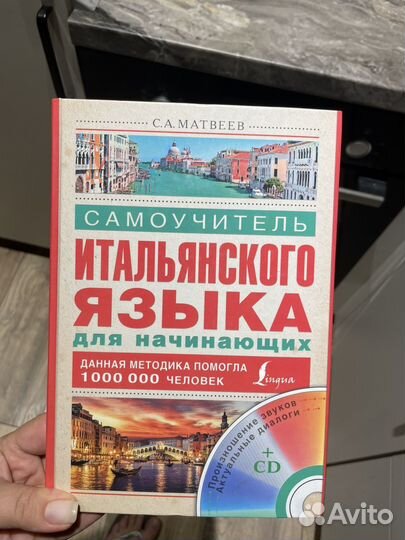 С.А. МАТВЕЕВ
САМОУЧИТЕЛЬ
ИТАЛЬЯНСКОГО
ЯЗЫКА
для начинающих
ДАННАЯ МЕТОДИКА ПОМОГЛА
1 000 000 ЧЕЛОВЕК
Lingua
Произношение звуков
Актуальные диалоги
+
CD
Avito